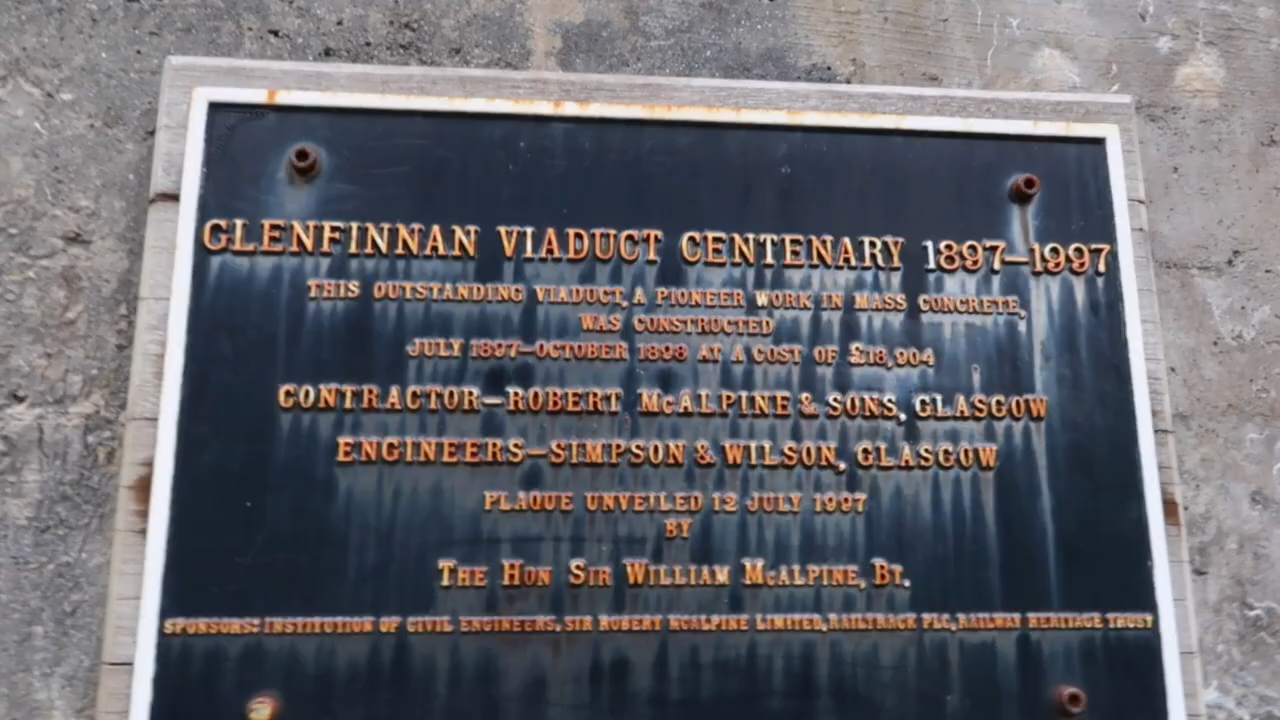 GLENFINNAN VIADUCT CENTENARY 1897–1997
THIS OUTSTANDING VIADUCT, A PIONEER WORK IN MASS CONCRETE,
WAS CONSTRUCTED
JULY 1897–OCTOBER 1898 AT A COST OF £18,904
CONTRACTOR–ROBERT McALPINE & SONS, GLASGOW
ENGINEERS–SIMPSON & WILSON, GLASGOW
PLAQUE UNVEILED 12 JULY 1997
BY
THE HON SIR WILLIAM McALPINE, BT.
SPONSORS: INSTITUTION OF CIVIL ENGINEERS, SIR ROBERT McALPINE LIMITED, RAILTRACK PLC, RAILWAY HERITAGE TRUST